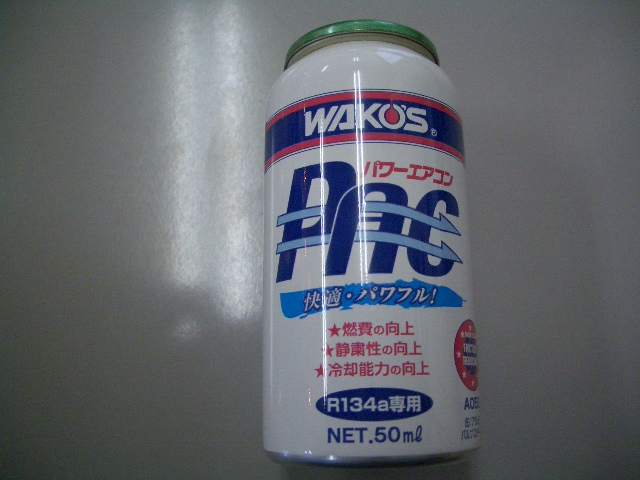 WAKO'S®
パワーエアコン
PAC
快適・パワフル!
★燃費の向上
★静粛性の向上
★冷却能力の向上
R134a専用
NET.50mℓ